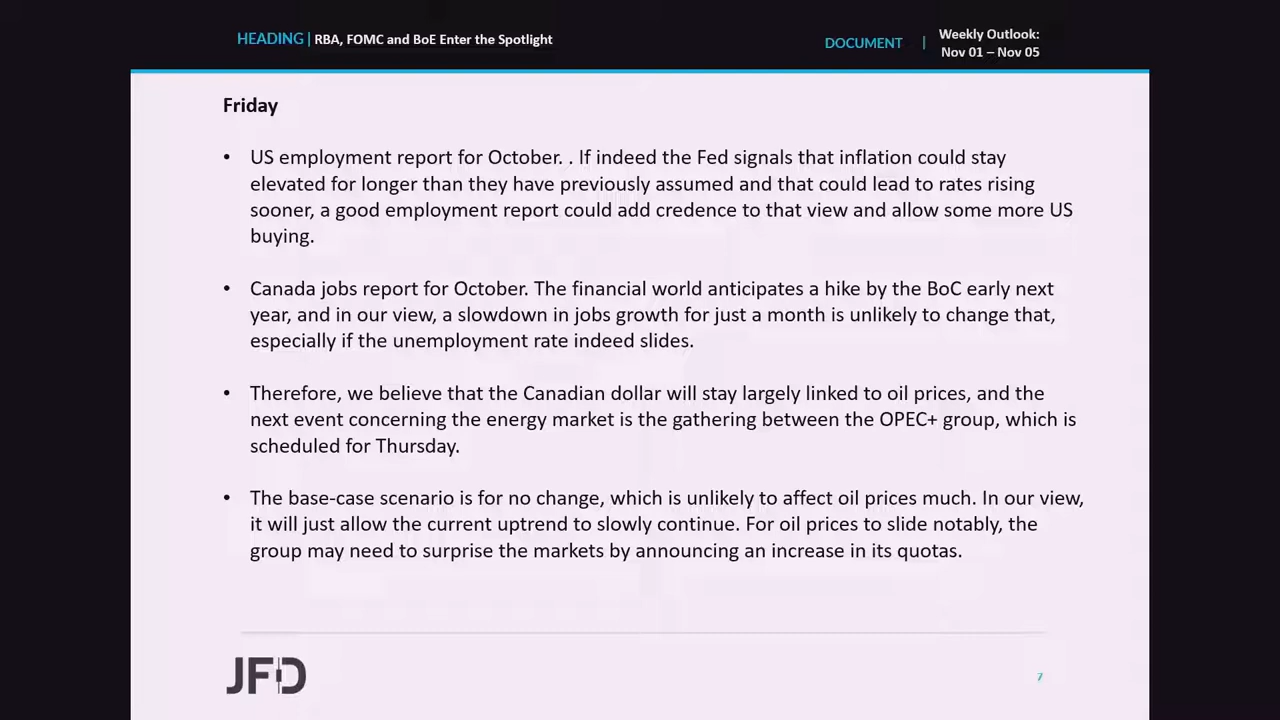 HEADING | RBA, FOMC and BoE Enter the Spotlight
DOCUMENT | Weekly Outlook:
Nov 01 – Nov 05
Friday
• US employment report for October. . If indeed the Fed signals that inflation could stay
elevated for longer than they have previously assumed and that could lead to rates rising
sooner, a good employment report could add credence to that view and allow some more US
buying.
• Canada jobs report for October. The financial world anticipates a hike by the BoC early next
year, and in our view, a slowdown in jobs growth for just a month is unlikely to change that,
especially if the unemployment rate indeed slides.
• Therefore, we believe that the Canadian dollar will stay largely linked to oil prices, and the
next event concerning the energy market is the gathering between the OPEC+ group, which is
scheduled for Thursday.
• The base-case scenario is for no change, which is unlikely to affect oil prices much. In our view,
it will just allow the current uptrend to slowly continue. For oil prices to slide notably, the
group may need to surprise the markets by announcing an increase in its quotas.
JFD
7